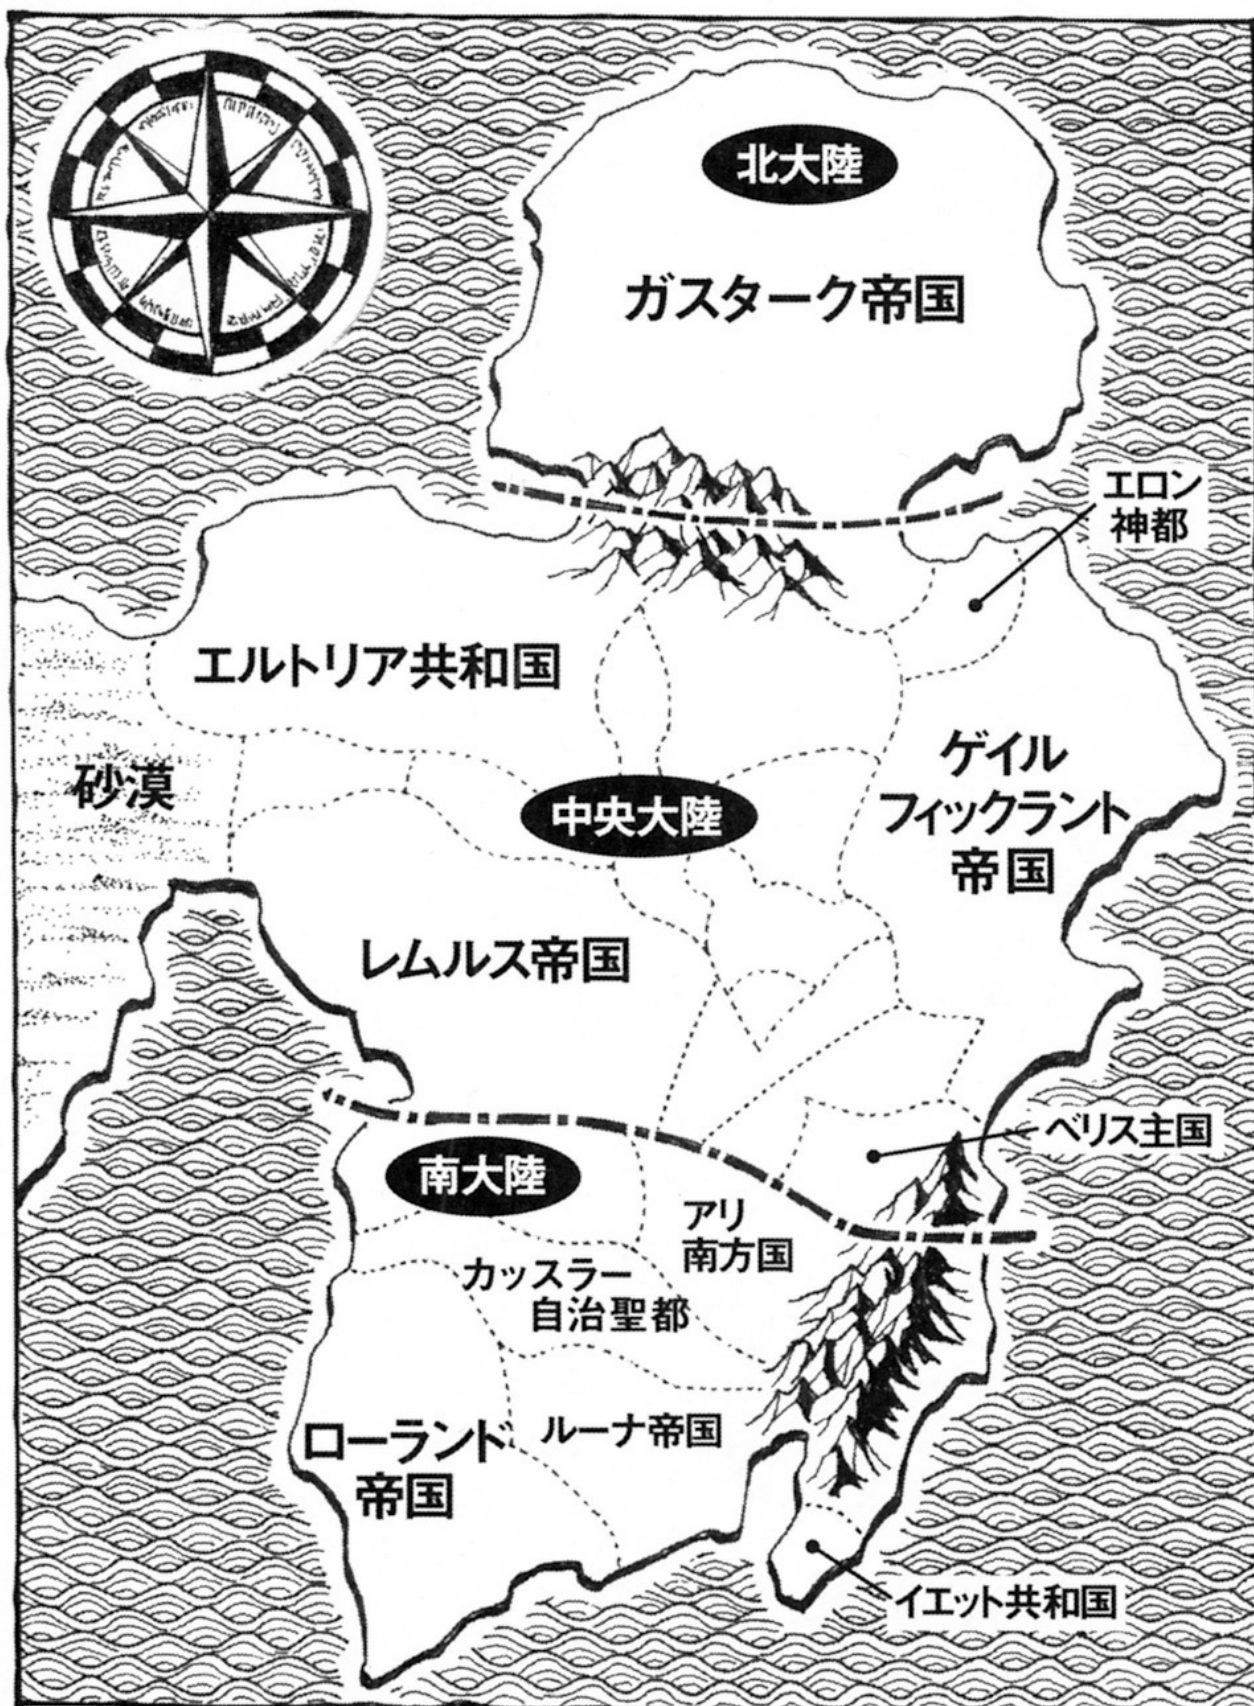 北大陸
ガスターク帝国
エロン
神都
エルトリア共和国
砂漠
中央大陸
ゲイル
フィックラント
帝国
レムルス帝国
ベリス主国
南大陸
アリ
南方国
カッスラー
自治聖都
ローランド
帝国
ルーナ帝国
イエット共和国